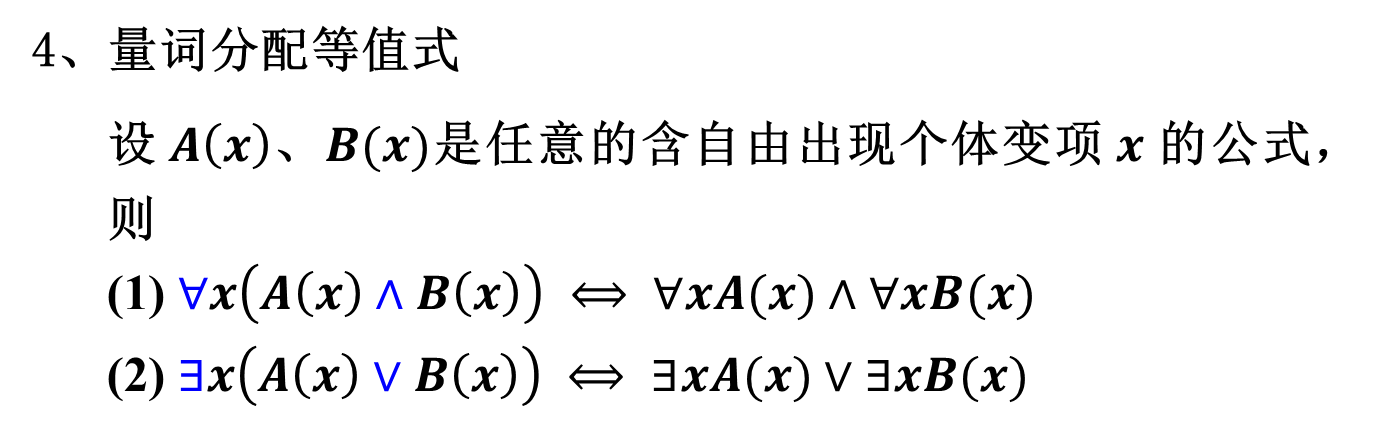 4、量词分配等值式
设 A(x)、B(x)是任意的含自由出现个体变项 x 的公式，
则
(1) ∀x(A(x) ∧ B(x)) ⟺ ∀xA(x) ∧ ∀xB(x)
(2) ∃x(A(x) ∨ B(x)) ⟺ ∃xA(x) ∨ ∃xB(x)